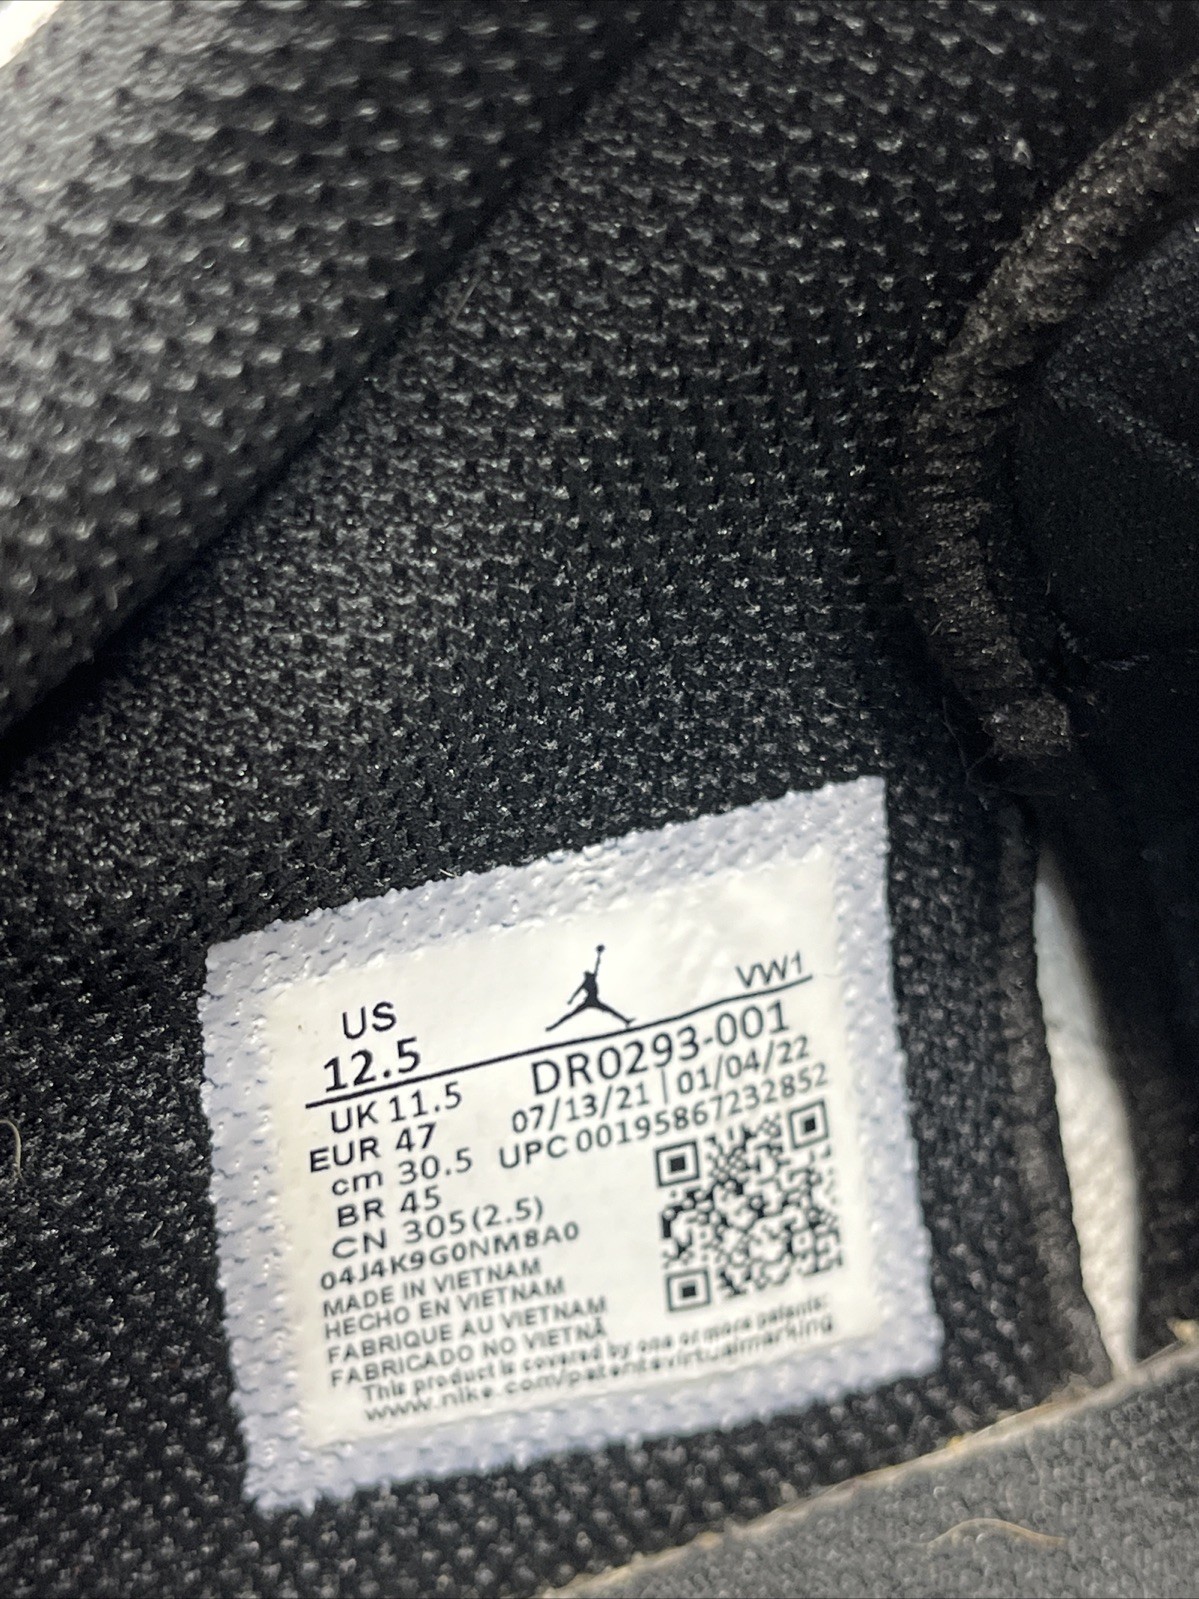 US
12.5
VW1
UK 11.5
DR0293-001
EUR 47
07/13/21 | 01/04/22
cm 30.5
UPC 00195867232852
BR 45
CN 305(2.5)
04J4K9G0NM8A0
MADE IN VIETNAM
HECHO EN VIETNAM
FABRIQUE AU VIETNAM
FABRICADO NO VIETNÃ
This product is covered by one or more patents:
www.nike.com/patentsvirtualmarking